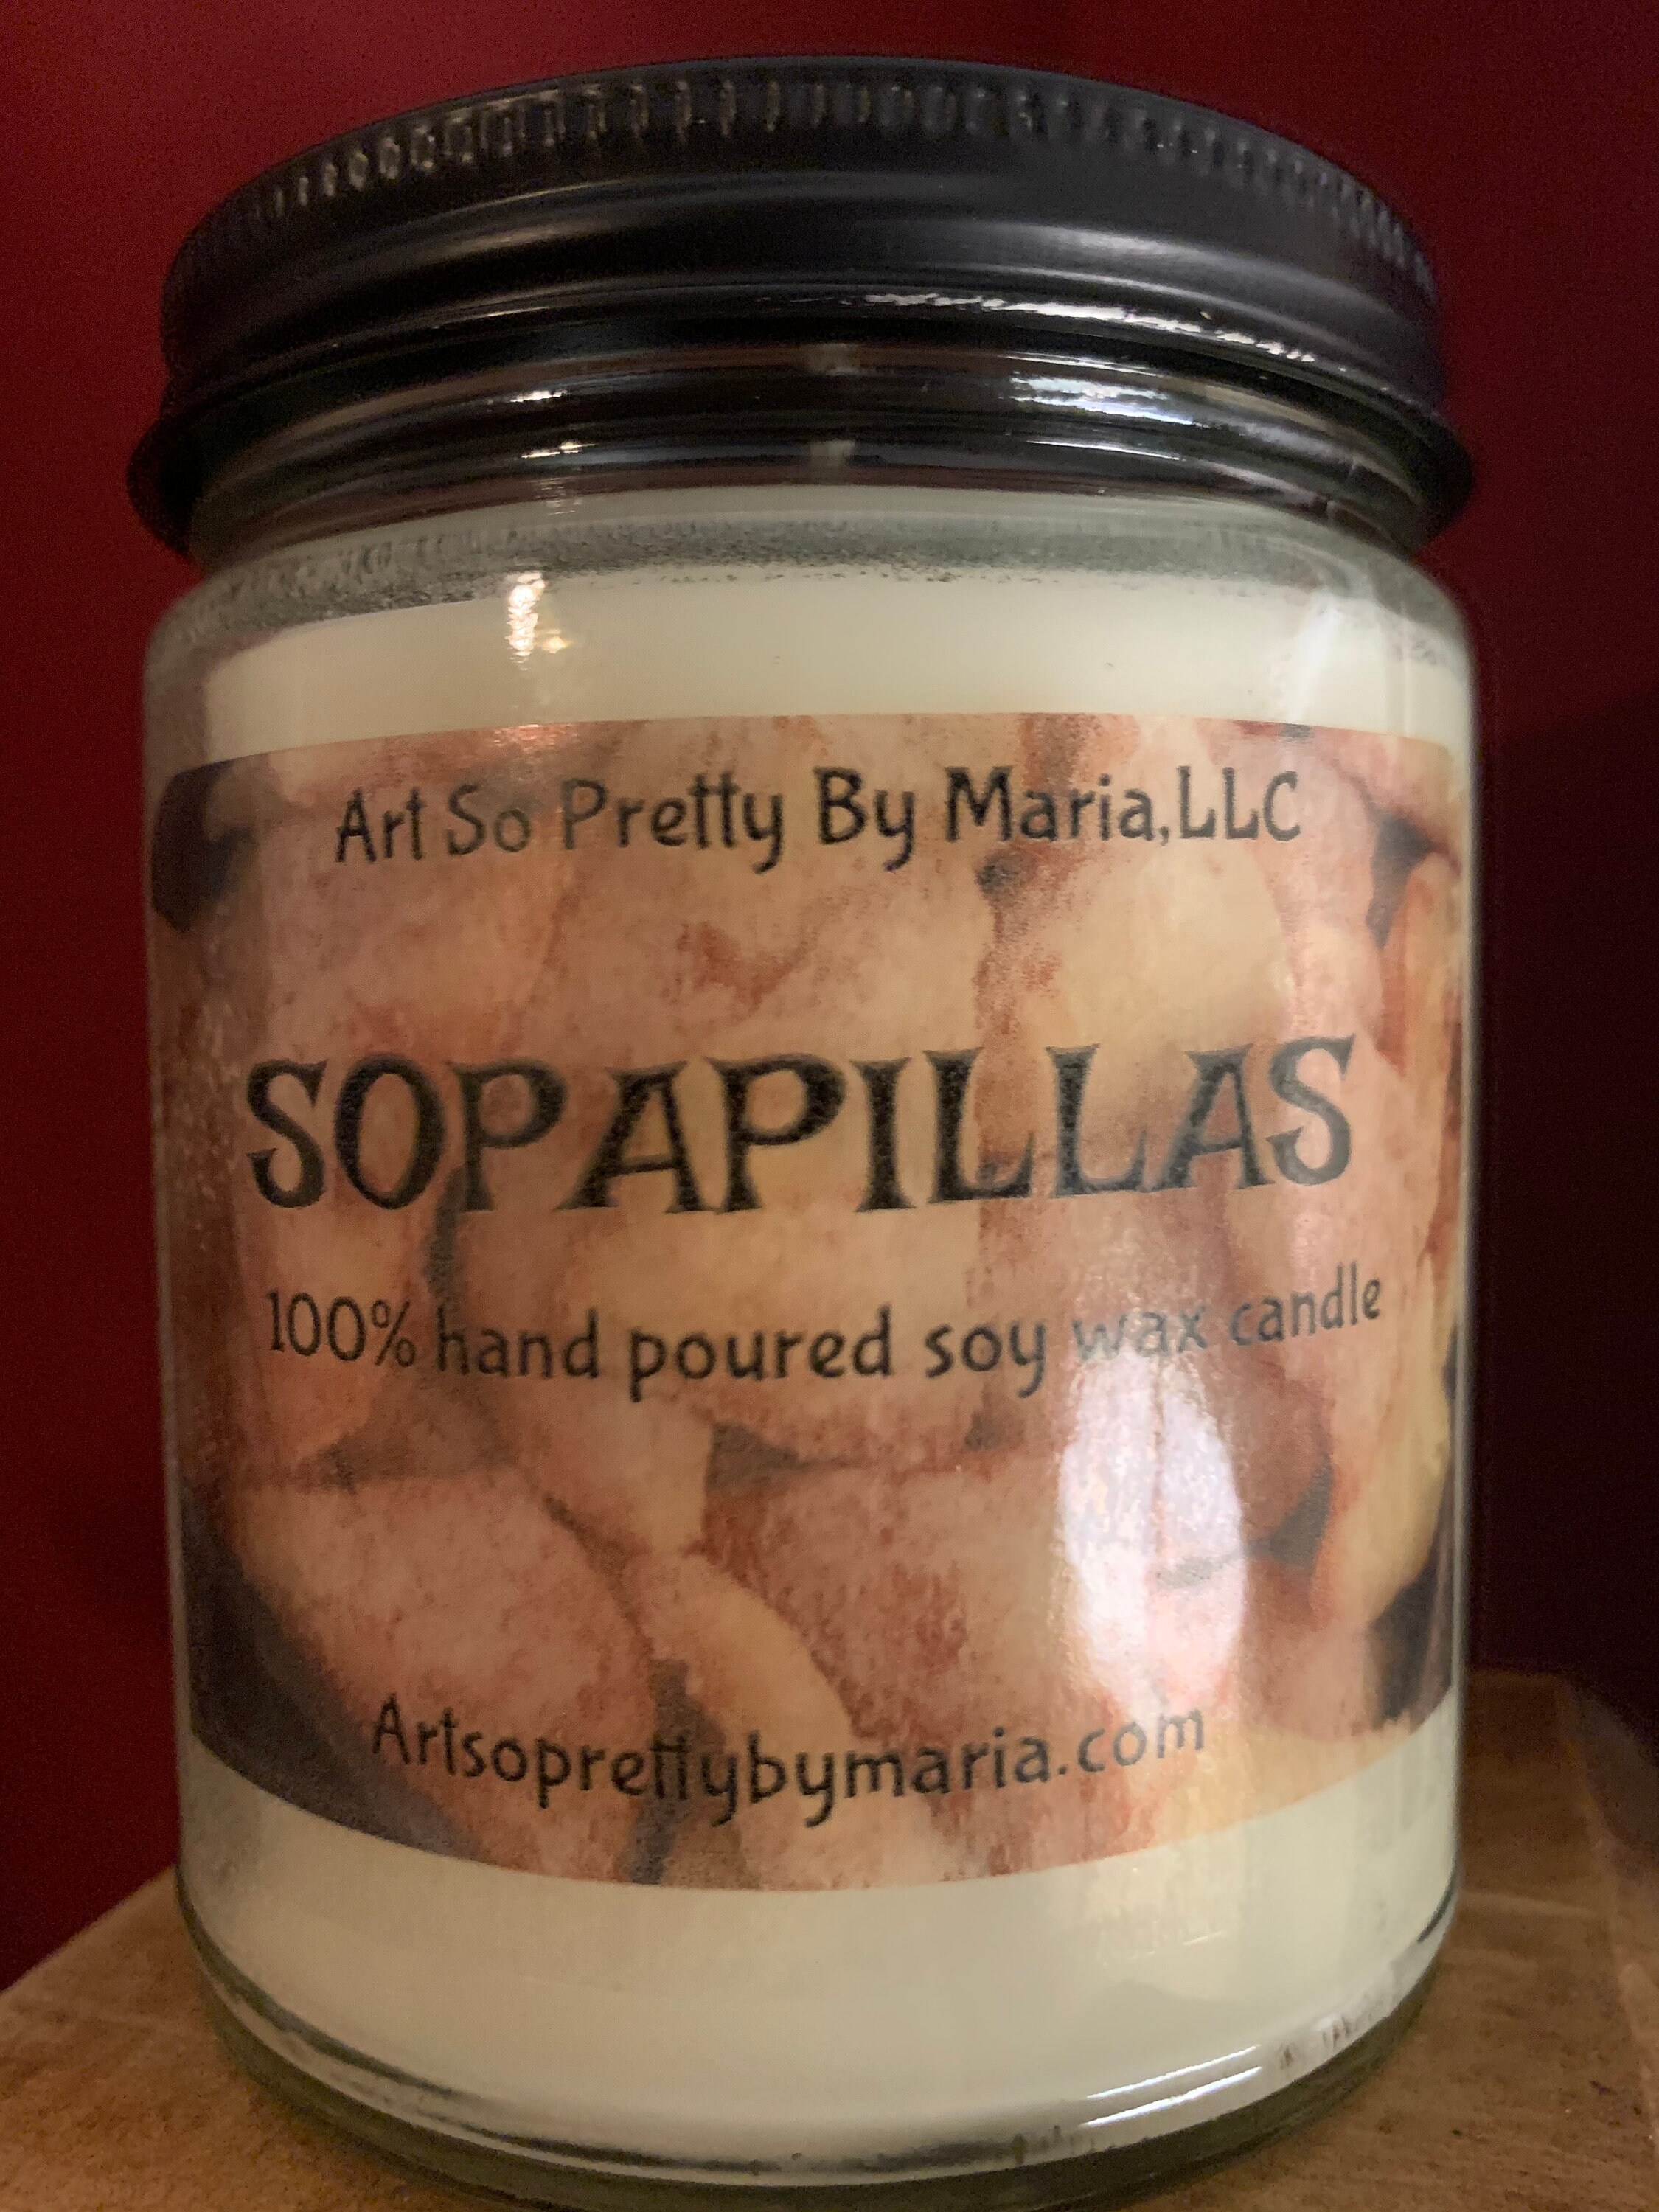 Art So Pretty By Maria,LLC
SOPAPILLAS
100% hand poured soy wax candle
Artsoprettybymaria.com